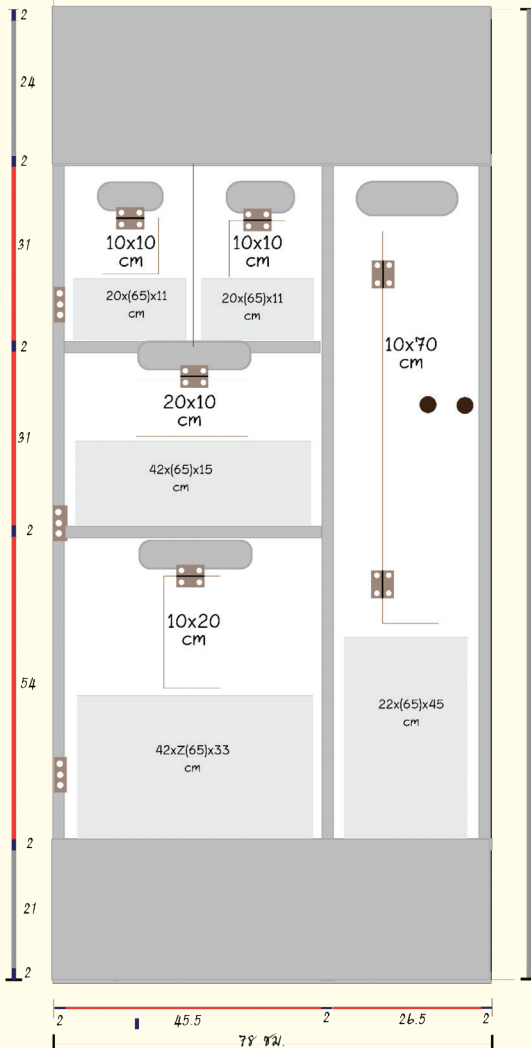 2
24
2
10x10
cm
10x10
cm
31
20x(65)x11
cm
20x(65)x11
cm
2
10x70
cm
20x10
cm
31
42x(65)x15
cm
2
10x20
cm
54
22x(65)x45
cm
42xZ(65)x33
cm
2
21
2
2
45.5
2
26.5
2
78 ซม.